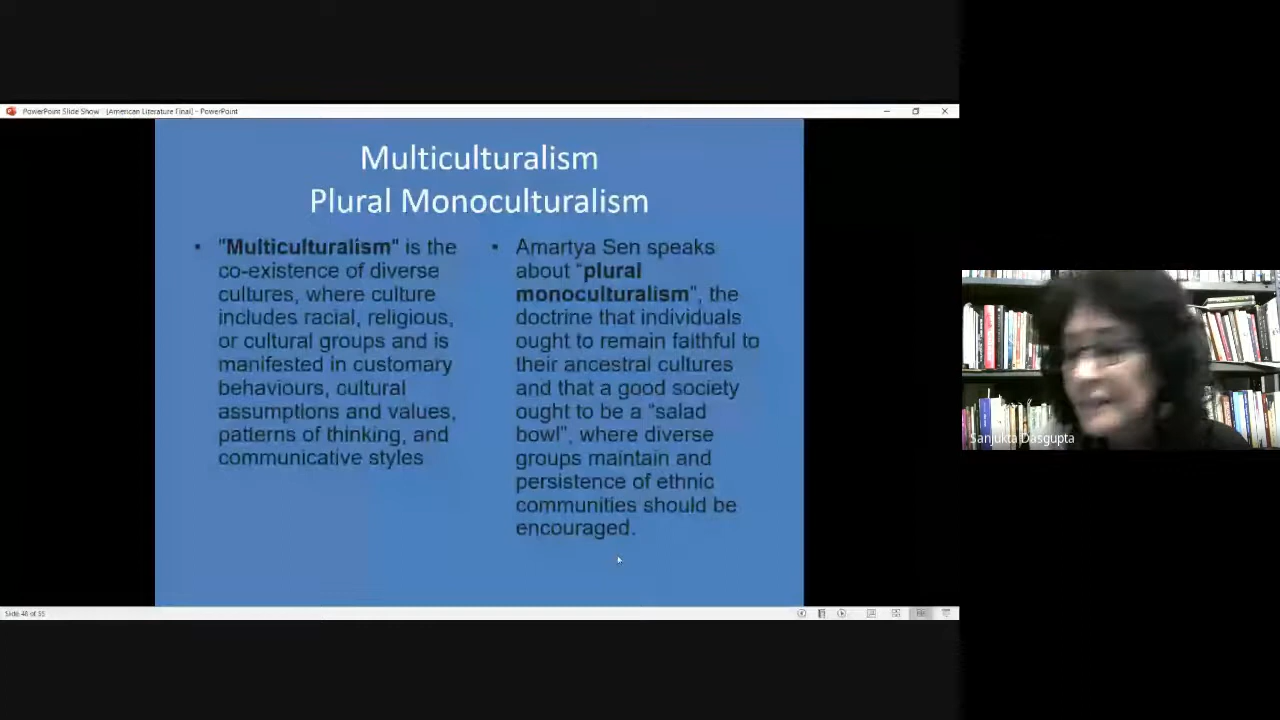 PowerPoint Slide Show - [American Literature Final] - PowerPoint
Multiculturalism
Plural Monoculturalism
• "Multiculturalism" is the
co-existence of diverse
cultures, where culture
includes racial, religious,
or cultural groups and is
manifested in customary
behaviours, cultural
assumptions and values,
patterns of thinking, and
communicative styles
• Amartya Sen speaks
about “plural
monoculturalism”, the
doctrine that individuals
ought to remain faithful to
their ancestral cultures
and that a good society
ought to be a “salad
bowl”, where diverse
groups maintain and
persistence of ethnic
communities should be
encouraged.
Sanjukta Dasgupta